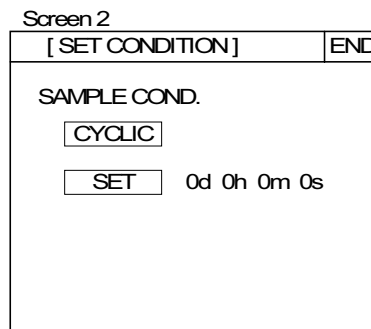 Screen 2
[ SET CONDITION ] END
SAMPLE COND.
CYCLIC
SET 0d 0h 0m 0s